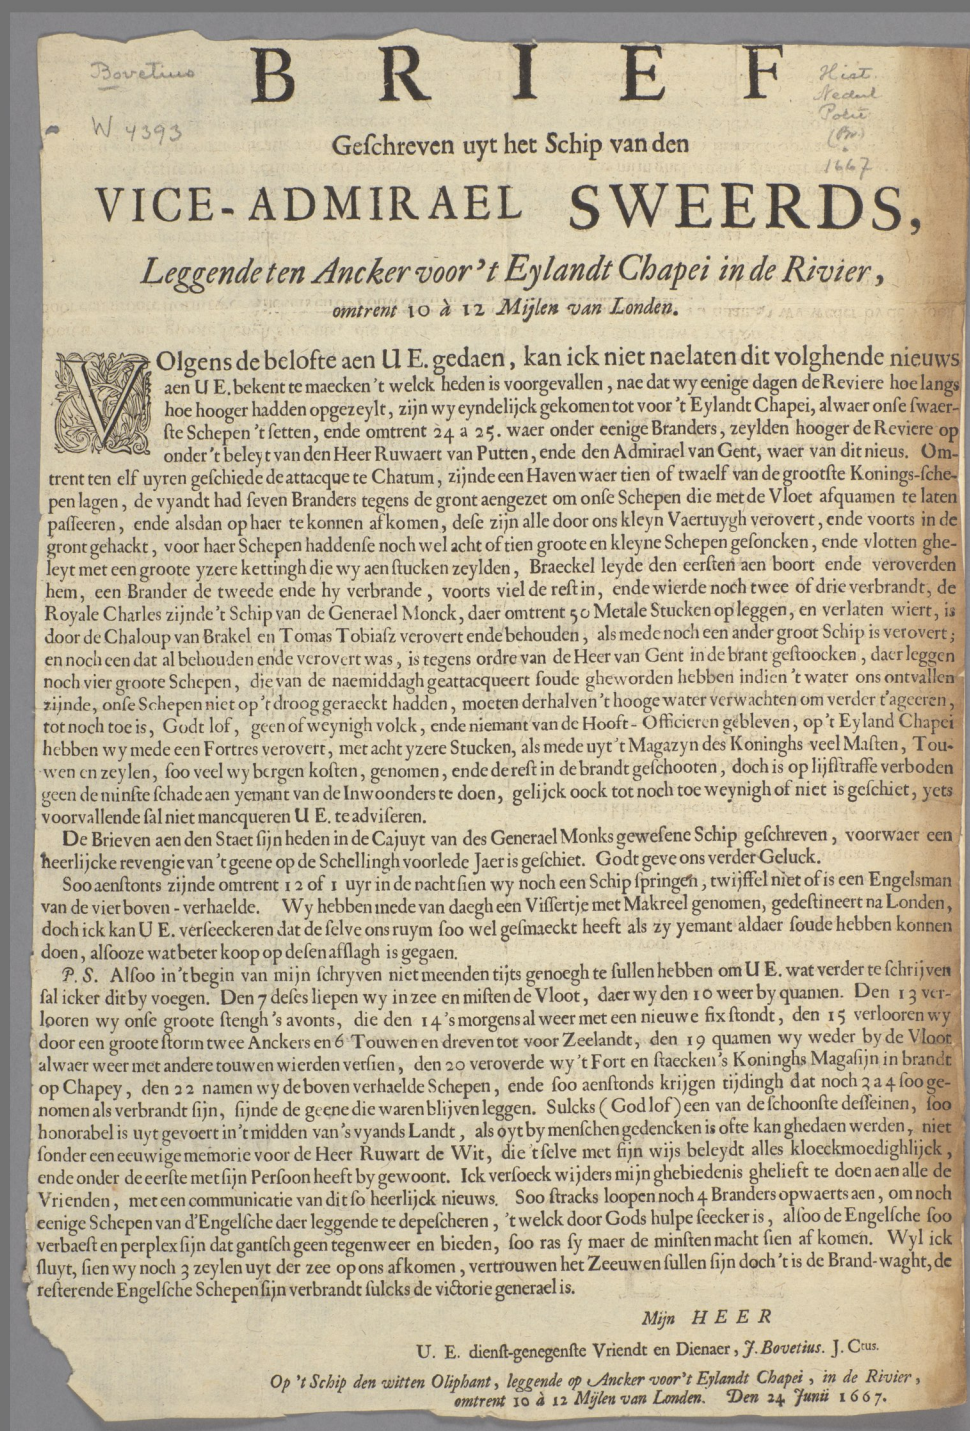 Bovetius
W 4393
Hist.
Nederl
1667
BRIEF
Geſchreven uyt het Schip van den
VICE-ADMIRAEL SWEERDS,
Leggende ten Ancker voor 't Eylandt Chapei in de Rivier,
omtrent 10 à 12 Mijlen van Londen.
VOlgens de belofte aen U E. gedaen, kan ick niet naelaten dit volghende nieuws
aen U E. bekent te maecken 't welck heden is voorgevallen, nae dat wy eenige dagen de Reviere hoe langs
hoe hooger hadden opgezeylt, zijn wy eyndelijck gekomen tot voor 't Eylandt Chapei, alwaer onſe ſwaer-
ſte Schepen 't ſetten, ende omtrent 24 a 25. waer onder eenige Branders, zeylden hooger de Reviere op
onder 't beleyt van den Heer Ruwaert van Putten, ende den Admirael van Gent, waer van dit nieus. Om-
trent ten elf uyren geſchiede de attacque te Chatum, zijnde een Haven waer tien of twaelf van de grootſte Konings-ſche-
pen lagen, de vyandt had ſeven Branders tegens de gront aengezet om onſe Schepen die met de Vloet afquamen te laten
paſſeeren, ende alsdan op haer te konnen afkomen, deſe zijn alle door ons kleyn Vaertuygh verovert, ende voorts in de
gront gehackt, voor haer Schepen haddenſe noch wel acht of tien groote en kleyne Schepen geſoncken, ende vlotten ghe-
leyt met een groote yzere kettingh die wy aen ſtucken zeylden, Braeckel leyde den eerſten aen boort ende veroverden
hem, een Brander de tweede ende hy verbrande, voorts viel de reſt in, ende wierde noch twee of drie verbrandt, de
Royale Charles zijnde 't Schip van de Generael Monck, daer omtrent 50 Metale Stucken op leggen, en verlaten wiert, is
door de Chaloup van Brakel en Tomas Tobiaſz verovert ende behouden, als mede noch een ander groot Schip is verovert;
en noch een dat al behouden ende verovert was, is tegens ordre van de Heer van Gent in de brant geſtoocken, daer leggen
noch vier groote Schepen, die van de naemiddagh geattacqueert ſoude gheworden hebben indien 't water ons ontvallen
zijnde, onſe Schepen niet op 't droog geraeckt hadden, moeten derhalven 't hooge water verwachten om verder t'ageeren,
tot noch toe is, Godt lof, geen of weynigh volck, ende niemant van de Hooft-Officieren gebleven, op 't Eyland Chapei
hebben wy mede een Fortres verovert, met acht yzere Stucken, als mede uyt 't Magazyn des Koninghs veel Maſten, Tou-
wen en zeylen, ſoo veel wy bergen koſten, genomen, ende de reſt in de brandt geſchooten, doch is op lijfſtraffe verboden
geen de minſte ſchade aen yemant van de Inwoonders te doen, gelijck oock tot noch toe weynigh of niet is geſchiet, yets
voorvallende ſal niet mancqueren U E. te adviſeren.
De Brieven aen den Staet ſijn heden in de Cajuyt van des Generael Monks geweſene Schip geſchreven, voorwaer een
heerlijcke revengie van 't geene op de Schellingh voorlede Jaer is geſchiet. Godt geve ons verder Geluck.
Soo aenſtonts zijnde omtrent 12 of 1 uyr in de nacht ſien wy noch een Schip ſpringen, twijffel niet of is een Engelsman
van de vier boven-verhaelde. Wy hebben mede van daegh een Viſſertje met Makreel genomen, gedeſtineert na Londen,
doch ick kan U E. verſeeckeren dat de ſelve ons ruym ſoo wel geſmaeckt heeft als zy yemant aldaer ſoude hebben konnen
doen, alſooze wat beter koop op deſen afſlagh is gegaen.
P. S. Alſoo in 't begin van mijn ſchryven niet meenden tijts genoegh te ſullen hebben om U E. wat verder te ſchrijven
ſal icker dit by voegen. Den 7 deſes liepen wy in zee en miſten de Vloot, daer wy den 10 weer by quamen. Den 13 ver-
looren wy onſe groote ſtengh 's avonts, die den 14 's morgens al weer met een nieuwe fix ſtondt, den 15 verlooren wy
door een groote ſtorm twee Anckers en 6 Touwen en dreven tot voor Zeelandt, den 19 quamen wy weder by de Vloot
alwaer weer met andere touwen wierden verſien, den 20 veroverde wy 't Fort en ſtaecken 's Koninghs Magaſijn in brandt
op Chapey, den 22 namen wy de boven verhaelde Schepen, ende ſoo aenſtonds krijgen tijdingh dat noch 3 a 4 ſoo ge-
nomen als verbrandt ſijn, ſijnde de geene die waren blijven leggen. Sulcks (God lof) een van de ſchoonſte deſſeinen, ſoo
honorabel is uyt gevoert in 't midden van 's vyands Landt, als oyt by menſchen gedencken is ofte kan ghedaen werden, niet
ſonder een eeuwige memorie voor de Heer Ruwart de Wit, die 'tſelve met ſijn wijs beleydt alles kloeckmoedighlijck,
ende onder de eerſte met ſijn Perſoon heeft by gewoont. Ick verſoeck wijders mijn ghebiedenis ghelieft te doen aen alle de
Vrienden, met een communicatie van dit ſo heerlijck nieuws. Soo ſtracks loopen noch 4 Branders opwaerts aen, om noch
eenige Schepen van d'Engelſche daer leggende te depeſcheren, 't welck door Gods hulpe ſeecker is, alſoo de Engelſche ſoo
verbaeſt en perplex ſijn dat gantſch geen tegenweer en bieden, ſoo ras ſy maer de minſten macht ſien af komen. Wyl ick
ſluyt, ſien wy noch 3 zeylen uyt der zee op ons afkomen, vertrouwen het Zeeuwen ſullen ſijn doch 't is de Brand-waght, de
reſterende Engelſche Schepen ſijn verbrandt ſulcks de victorie generael is.
Mijn HEER
U. E. dienſt-genegenſte Vriendt en Dienaer, J. Bovetius. J. Ctus.
Op 't Schip den witten Oliphant, leggende op Ancker voor 't Eylandt Chapei, in de Rivier,
omtrent 10 à 12 Mijlen van Londen. Den 24 Junii 1667.